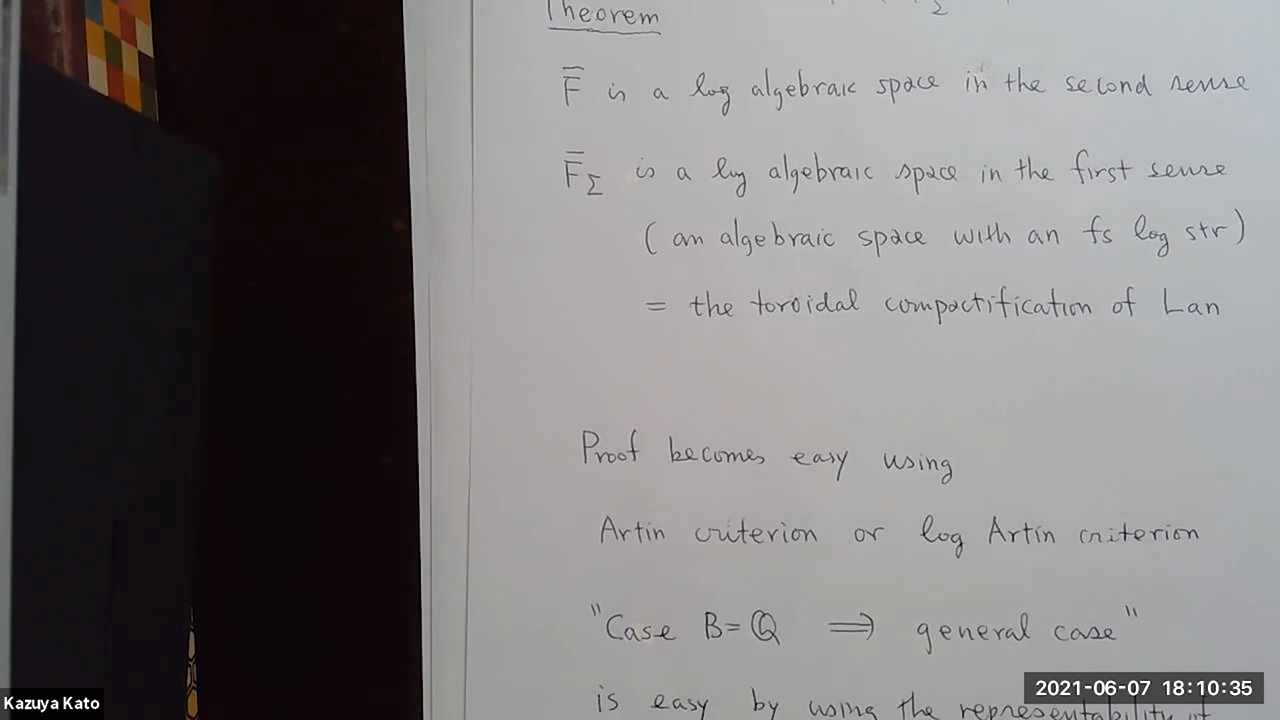 Theorem
Σ
F̅ is a log algebraic space in the second sense
F̅_Σ is a log algebraic space in the first sense
(an algebraic space with an fs log str)
= the toroidal compactification of Lan
Proof becomes easy using
Artin criterion or log Artin criterion
"Case B=ℚ ⟹ general case"
is easy by using the representability of
Kazuya Kato
2021-06-07 18:10:35